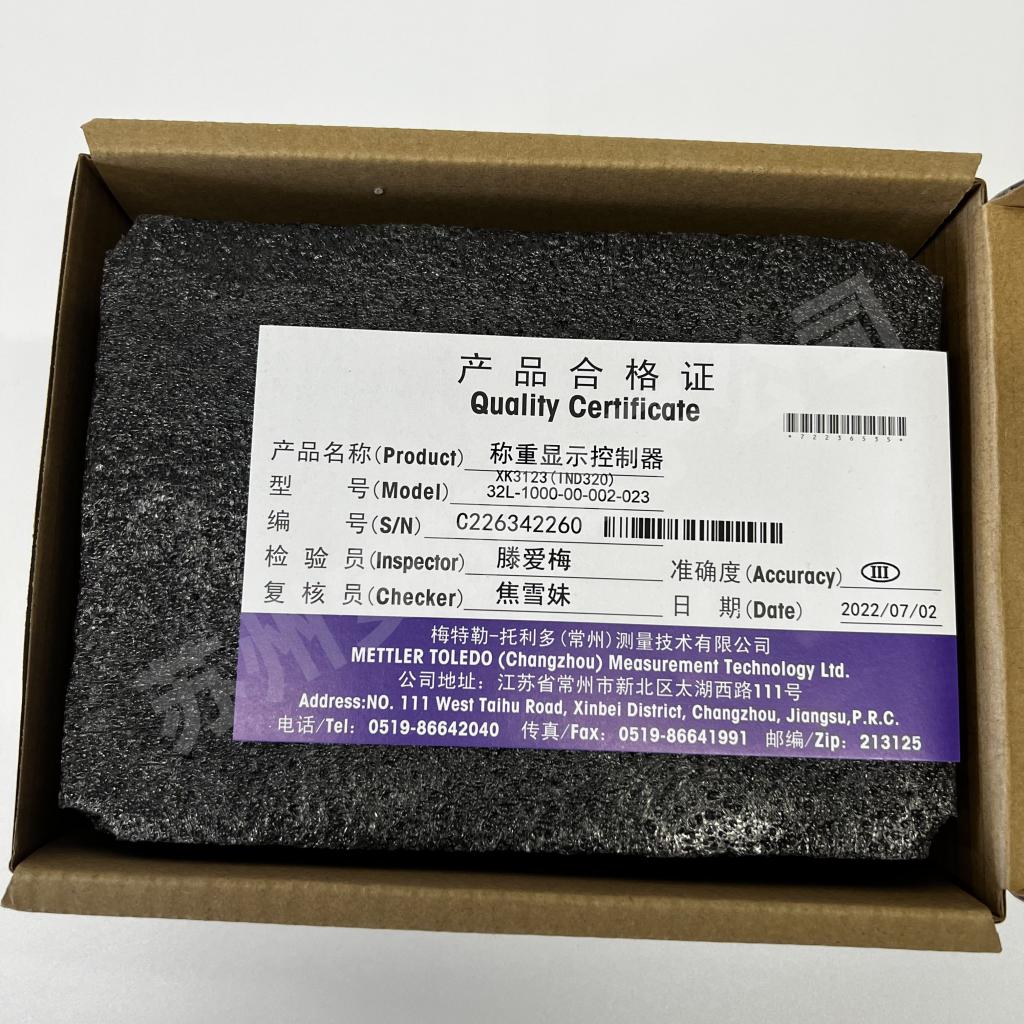 产品合格证
Quality Certificate
*72236535*
产品名称(Product) 称重显示控制器
型 号(Model) XK3123(IND320)
32L-1000-00-002-023
编 号(S/N) C226342260
检 验 员(Inspector) 滕爱梅
准确度(Accuracy) III
复 核 员(Checker) 焦雪妹
日 期(Date) 2022/07/02
梅特勒-托利多(常州)测量技术有限公司
METTLER TOLEDO (Changzhou) Measurement Technology Ltd.
公司地址：江苏省常州市新北区太湖西路111号
Address:NO. 111 West Taihu Road, Xinbei District, Changzhou, Jiangsu,P.R.C.
电话/Tel: 0519-86642040 传真/Fax: 0519-86641991 邮编/Zip: 213125
苏州
司